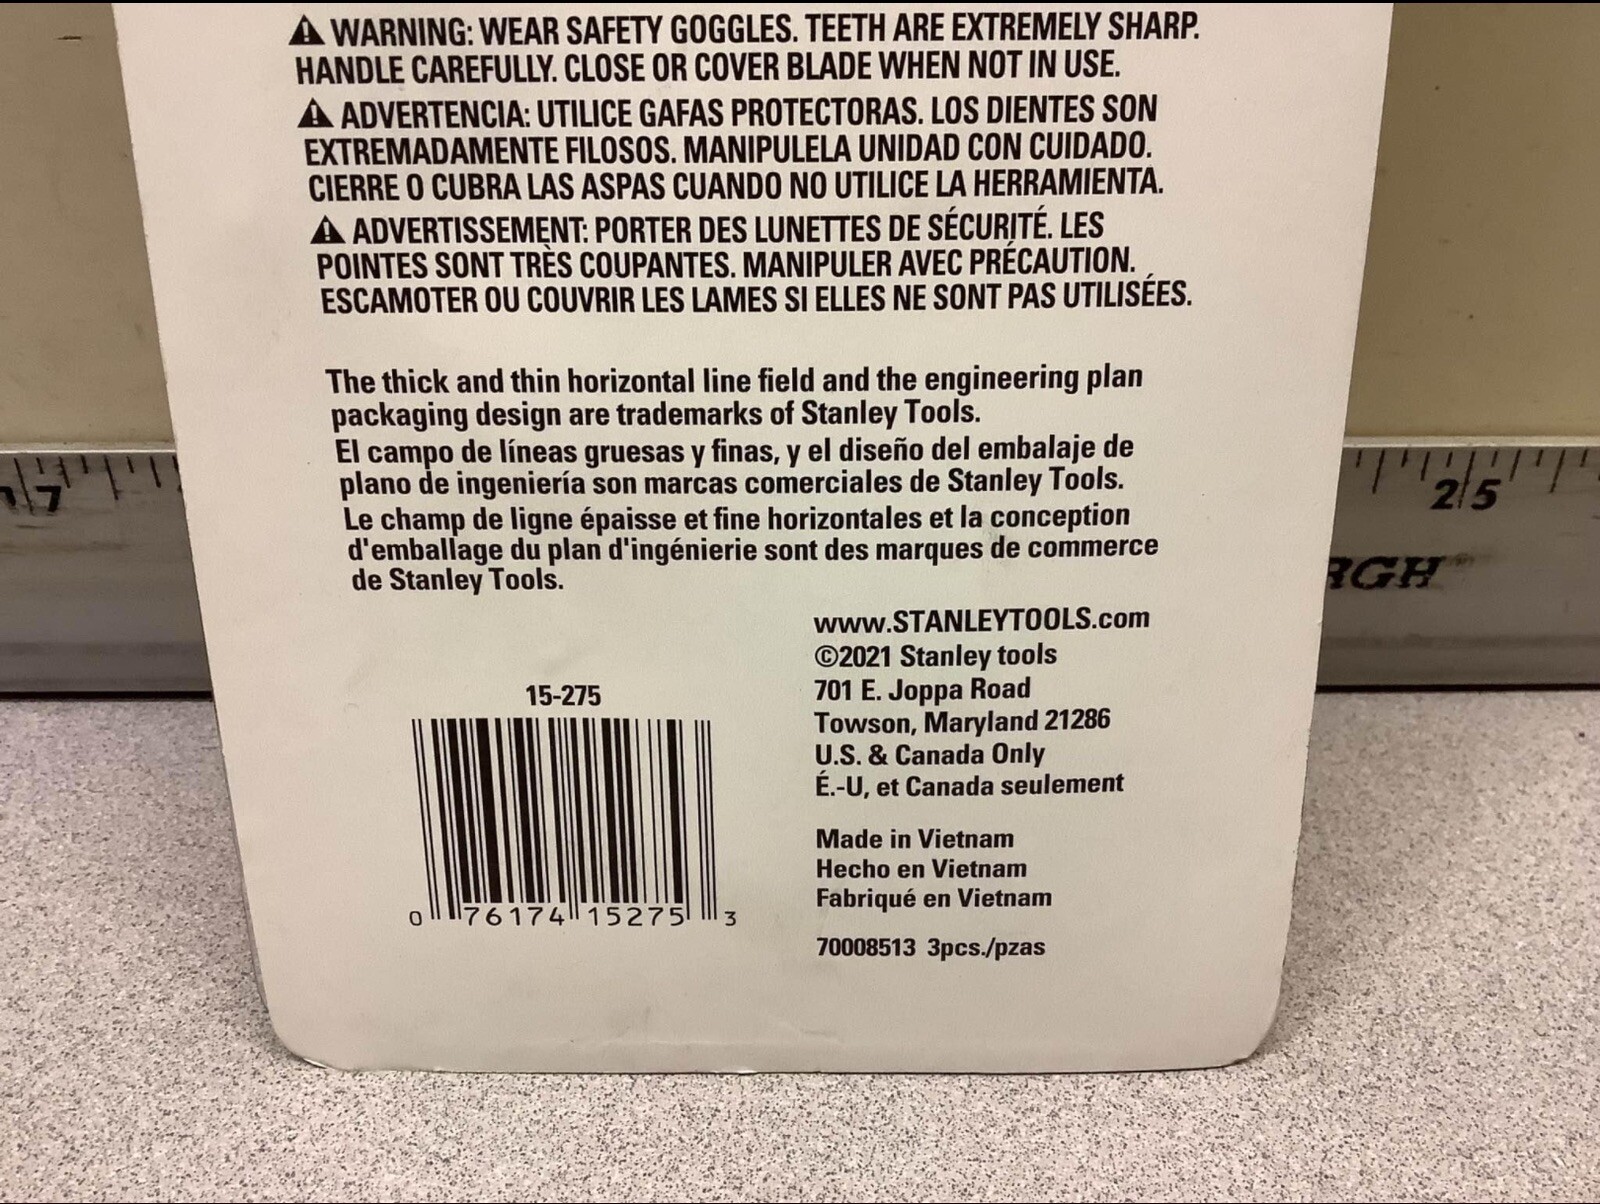 ⚠ WARNING: WEAR SAFETY GOGGLES. TEETH ARE EXTREMELY SHARP.
HANDLE CAREFULLY. CLOSE OR COVER BLADE WHEN NOT IN USE.
⚠ ADVERTENCIA: UTILICE GAFAS PROTECTORAS. LOS DIENTES SON
EXTREMADAMENTE FILOSOS. MANIPULELA UNIDAD CON CUIDADO.
CIERRE O CUBRA LAS ASPAS CUANDO NO UTILICE LA HERRAMIENTA.
⚠ ADVERTISSEMENT: PORTER DES LUNETTES DE SÉCURITÉ. LES
POINTES SONT TRÈS COUPANTES. MANIPULER AVEC PRÉCAUTION.
ESCAMOTER OU COUVRIR LES LAMES SI ELLES NE SONT PAS UTILISÉES.
The thick and thin horizontal line field and the engineering plan
packaging design are trademarks of Stanley Tools.
El campo de líneas gruesas y finas, y el diseño del embalaje de
plano de ingeniería son marcas comerciales de Stanley Tools.
Le champ de ligne épaisse et fine horizontales et la conception
d'emballage du plan d'ingénierie sont des marques de commerce
de Stanley Tools.
www.STANLEYTOOLS.com
©2021 Stanley tools
701 E. Joppa Road
Towson, Maryland 21286
U.S. & Canada Only
É.-U, et Canada seulement
Made in Vietnam
Hecho en Vietnam
Fabriqué en Vietnam
70008513 3pcs./pzas
15-275
0 76174 15275 3
17
25
RGH